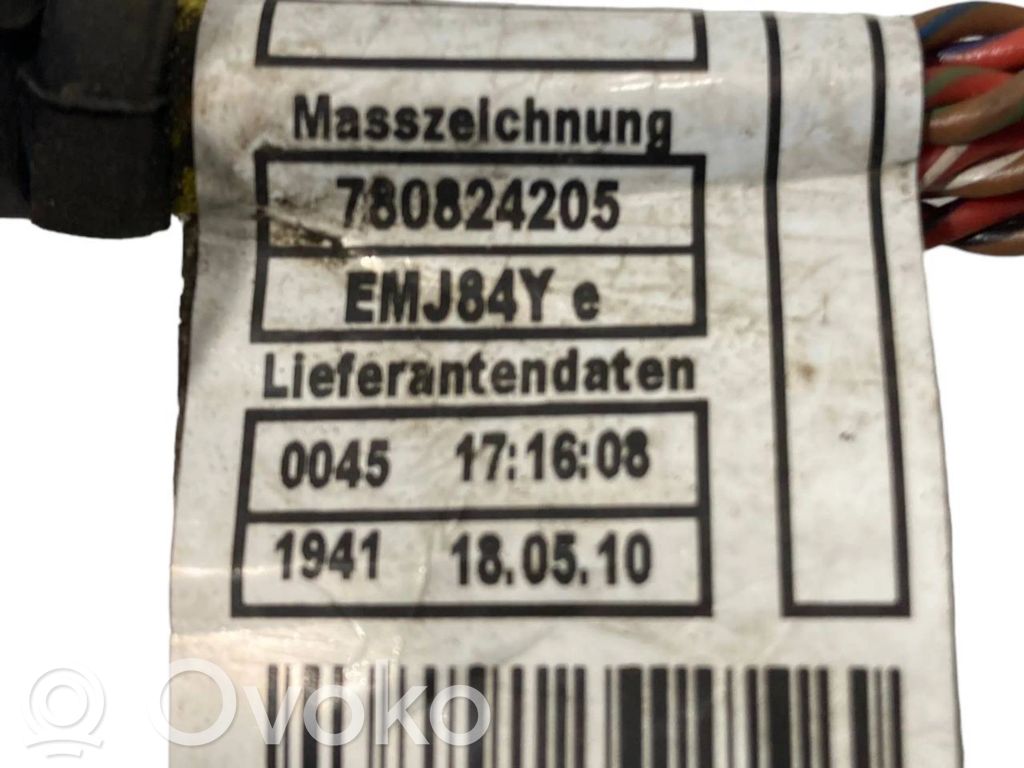 Masszeichnung
780824205
EMJ84Y e
Lieferantendaten
0045 17:16:08
1941 18.05.10
Ovoko